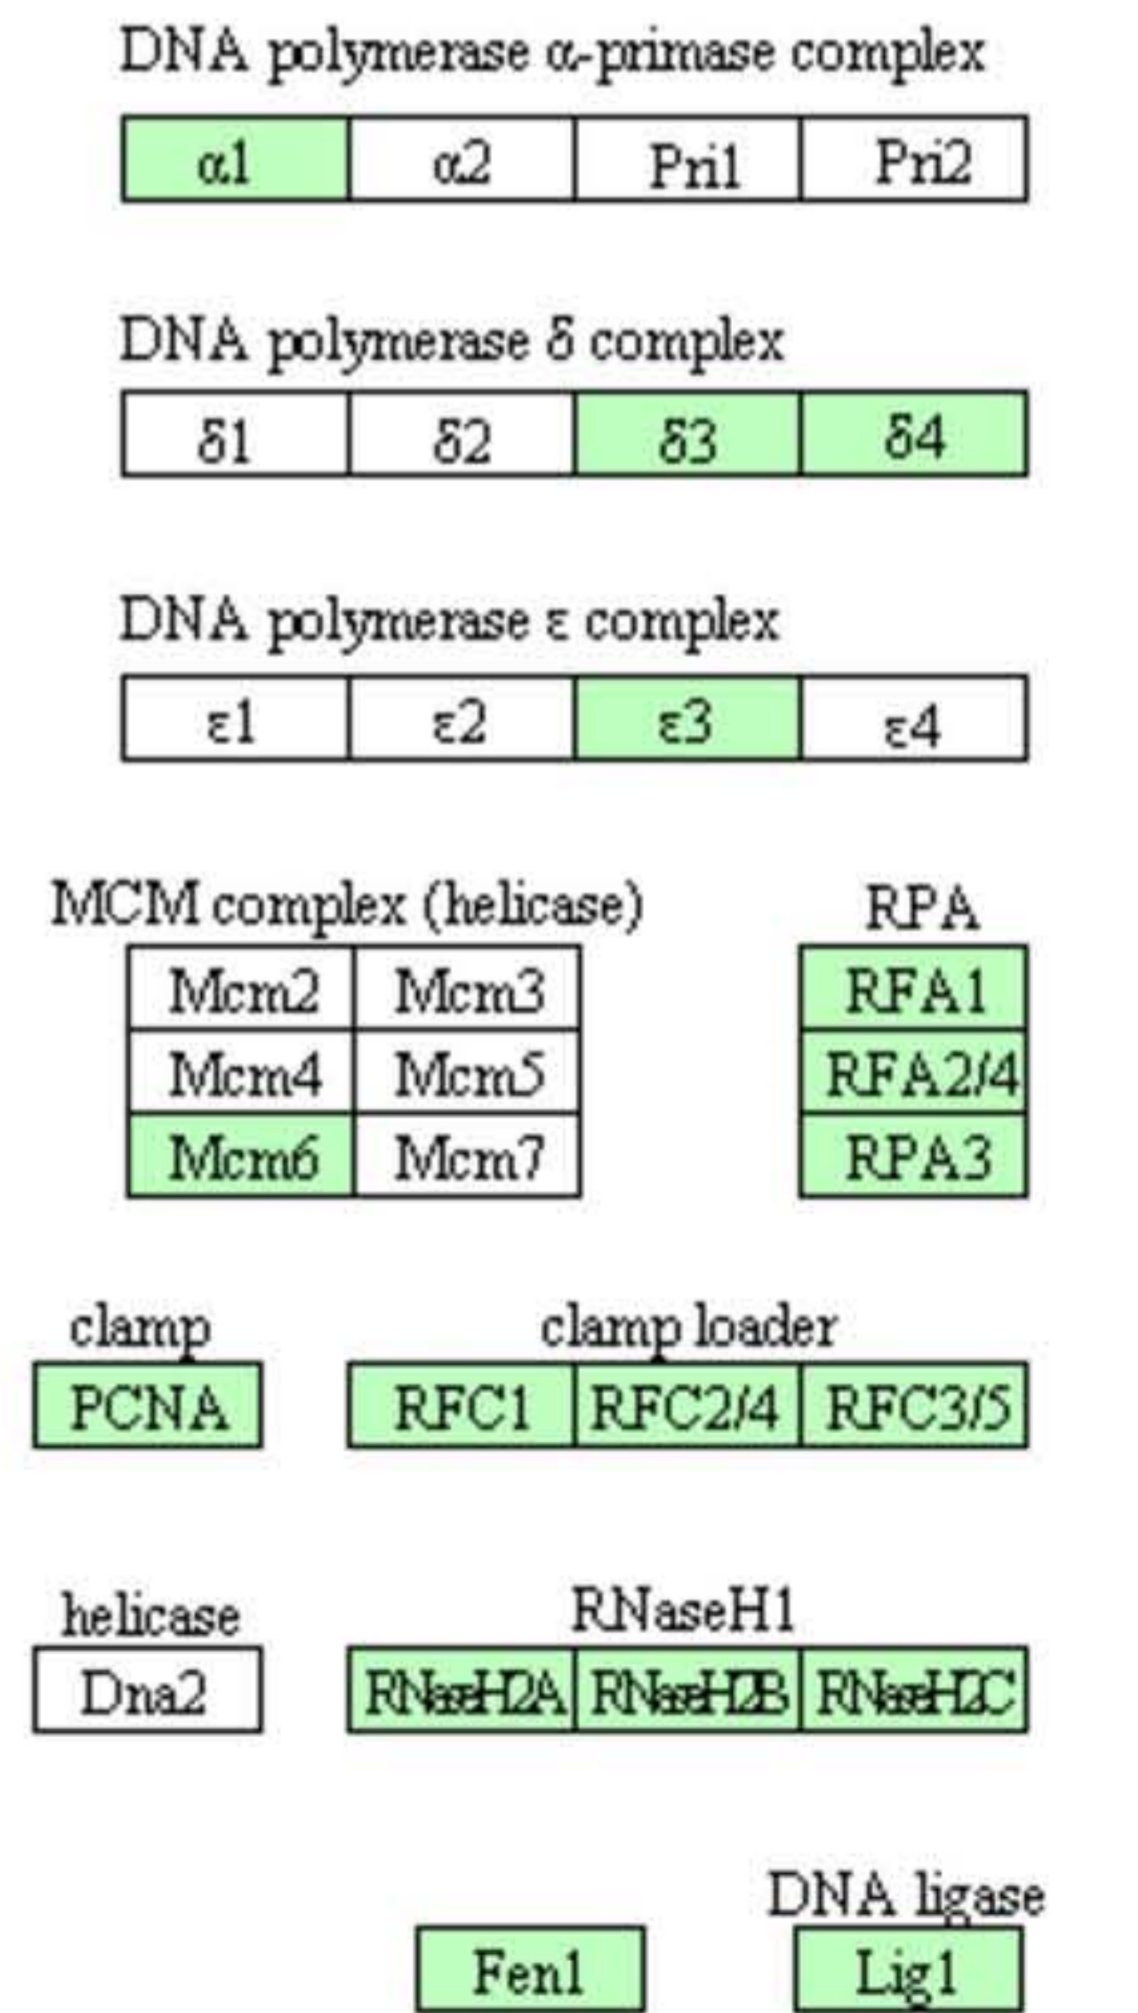 DNA polymerase α-primase complex
α1 α2 Pri1 Pri2
DNA polymerase δ complex
δ1 δ2 δ3 δ4
DNA polymerase ε complex
ε1 ε2 ε3 ε4
MCM complex (helicase) RPA
Mcm2 Mcm3 RFA1
Mcm4 Mcm5 RFA2/4
Mcm6 Mcm7 RPA3
clamp clamp loader
PCNA RFC1 RFC2/4 RFC3/5
helicase RNaseH1
Dna2 RNaseH2A RNaseH2B RNaseH2C
DNA ligase
Fen1 Lig1